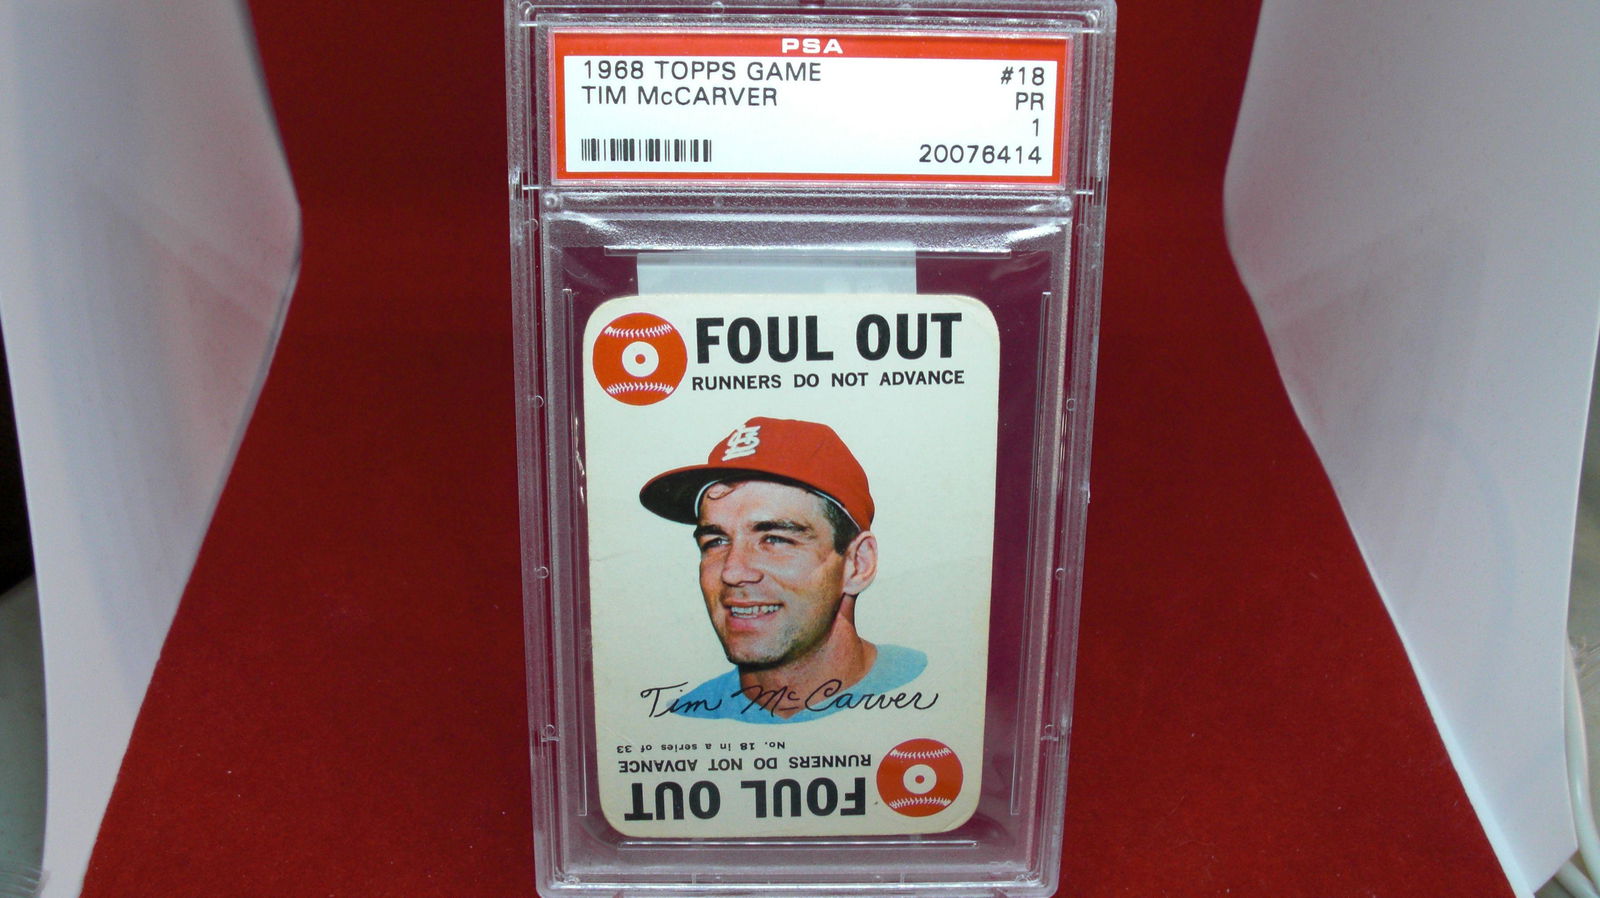 PSA
1968 TOPPS GAME #18
TIM McCARVER PR
1
20076414
FOUL OUT
RUNNERS DO NOT ADVANCE
STL
Tim McCarver
No. 18 in a series of 33
RUNNERS DO NOT ADVANCE
FOUL OUT